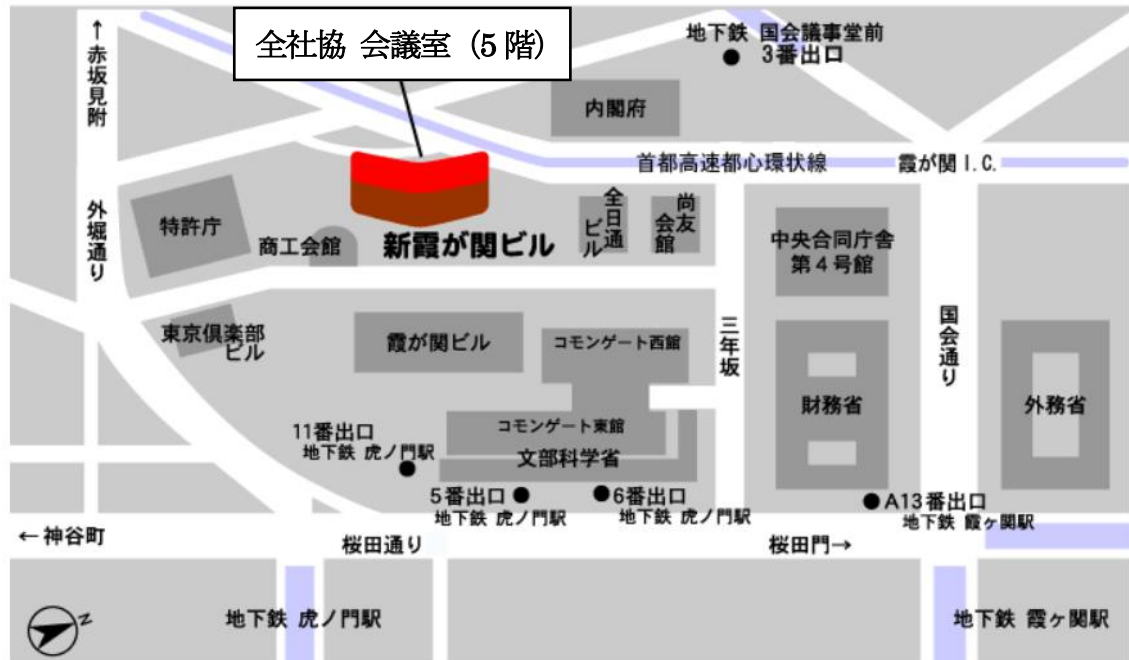 ↑赤坂見附
全社協 会議室（5階）
地下鉄 国会議事堂前
3番出口
内閣府
首都高速都心環状線
霞が関 I.C.
外堀通り
特許庁
商工会館
新霞が関ビル
全日通
ビル
尚友
会館
中央合同庁舎
第４号館
東京倶楽部
ビル
霞が関ビル
コモンゲート西館
三年坂
国会通り
財務省
外務省
コモンゲート東館
文部科学省
11番出口
地下鉄 虎ノ門駅
5番出口
地下鉄 虎ノ門駅
6番出口
地下鉄 虎ノ門駅
A13番出口
地下鉄 霞ヶ関駅
←神谷町
桜田通り
桜田門→
地下鉄 虎ノ門駅
地下鉄 霞ヶ関駅
N